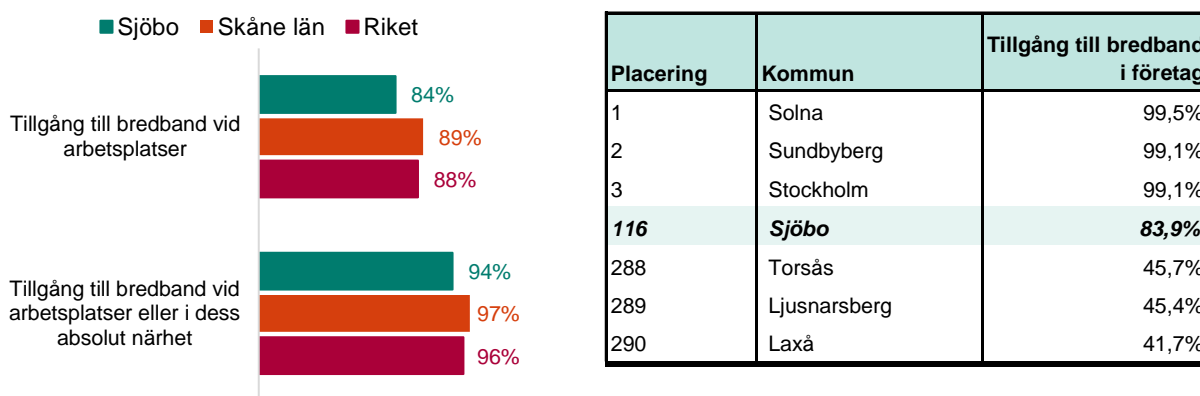 Sjöbo Skåne län Riket
Tillgång till bredband vid
arbetsplatser
84%
89%
88%
Tillgång till bredband vid
arbetsplatser eller i dess
absolut närhet
94%
97%
96%
Placering Kommun Tillgång till bredband
i företag
1 Solna 99,5%
2 Sundbyberg 99,1%
3 Stockholm 99,1%
116 Sjöbo 83,9%
288 Torsås 45,7%
289 Ljusnarsberg 45,4%
290 Laxå 41,7%